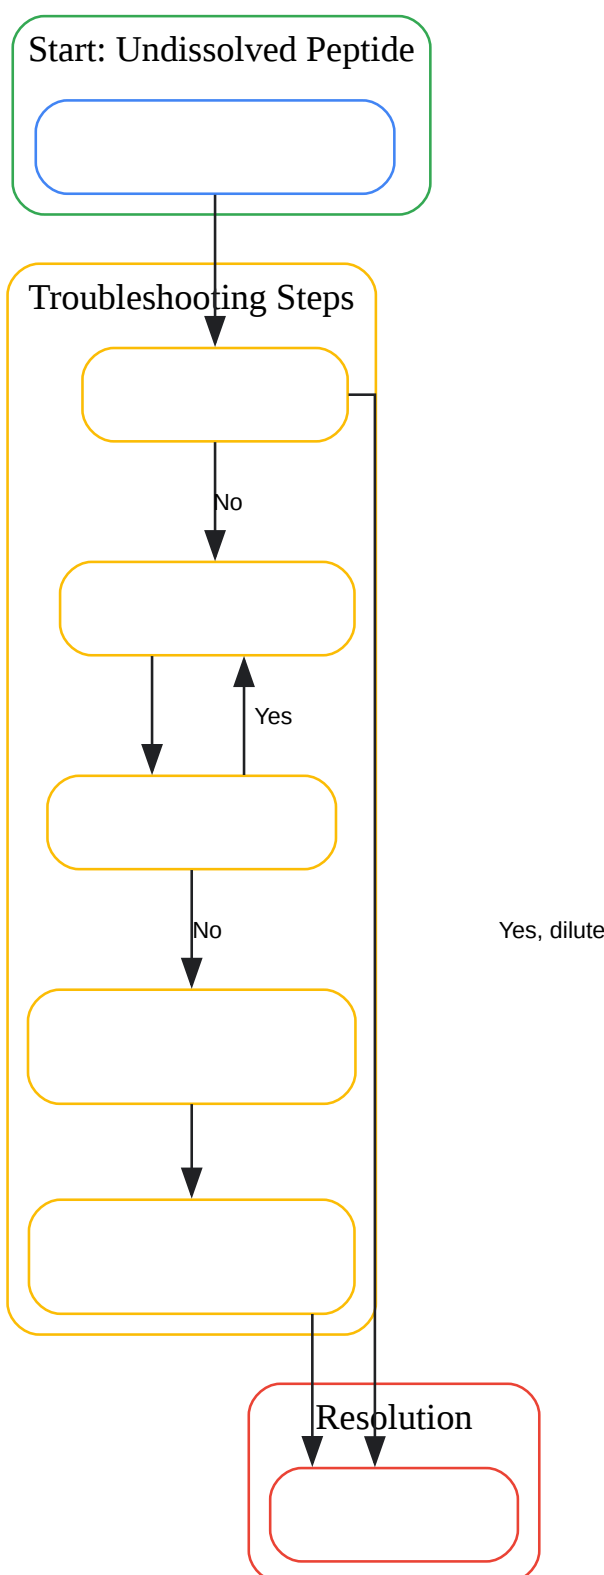 Start: Undissolved Peptide
Troubleshooting Steps
No
Yes
No
Yes, dilute
Resolution